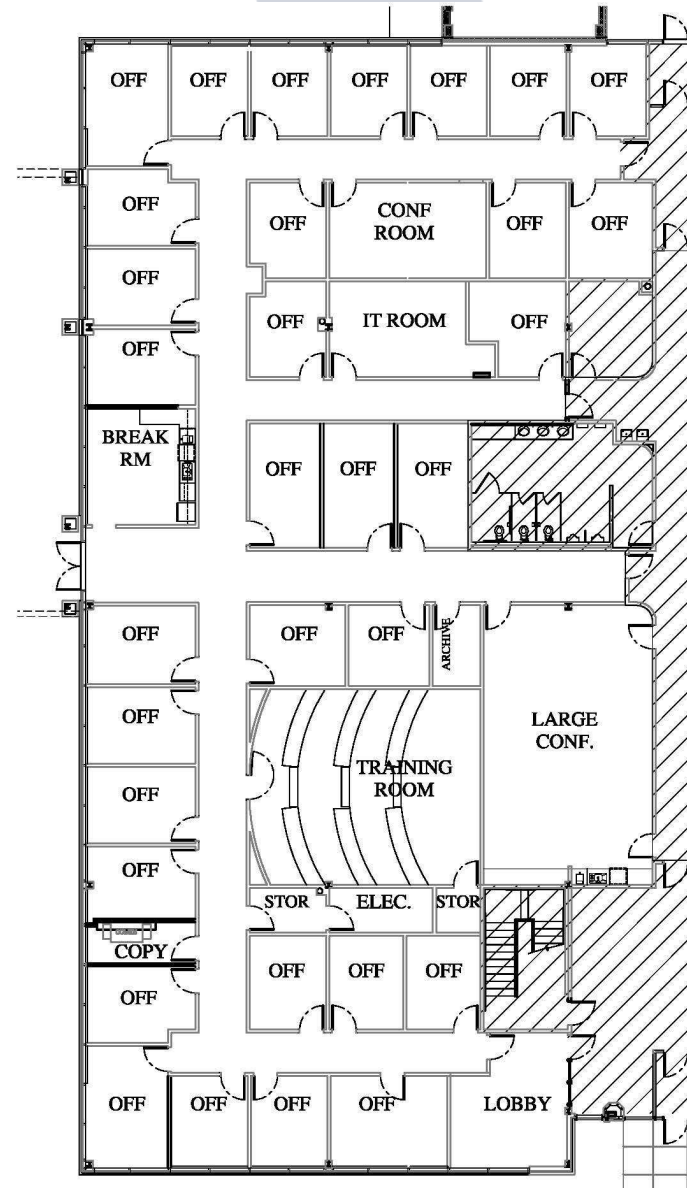 OFF OFF OFF OFF OFF OFF OFF
OFF OFF CONF ROOM OFF OFF
OFF OFF IT ROOM OFF
OFF
BREAK RM OFF OFF OFF
OFF OFF OFF ARCHIVE
OFF LARGE CONF.
OFF TRAINING ROOM
OFF STOR ELEC. STOR
COPY
OFF OFF OFF OFF
OFF OFF OFF OFF LOBBY